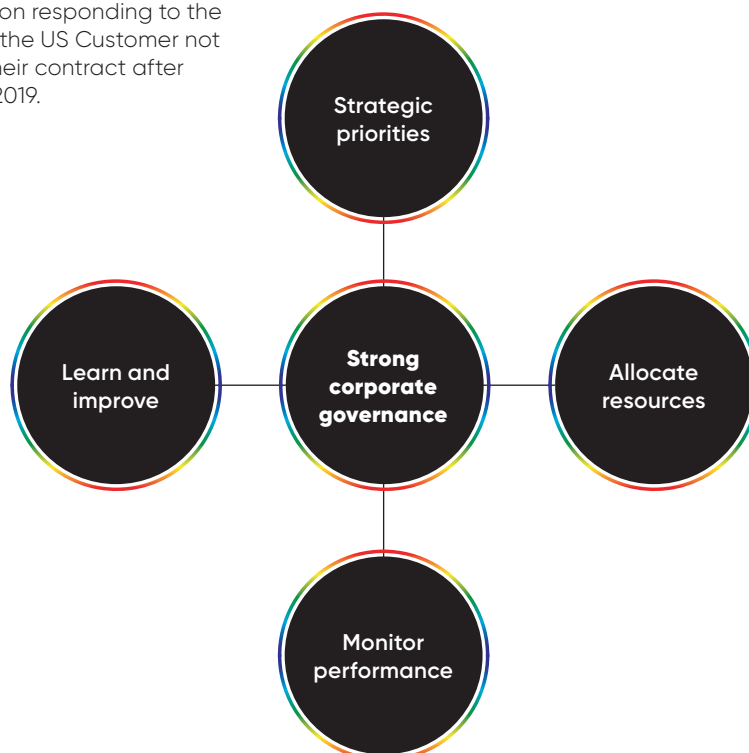 on responding to the
the US Customer not
their contract after
2019.
Strategic
priorities
Learn and
improve
Strong
corporate
governance
Allocate
resources
Monitor
performance